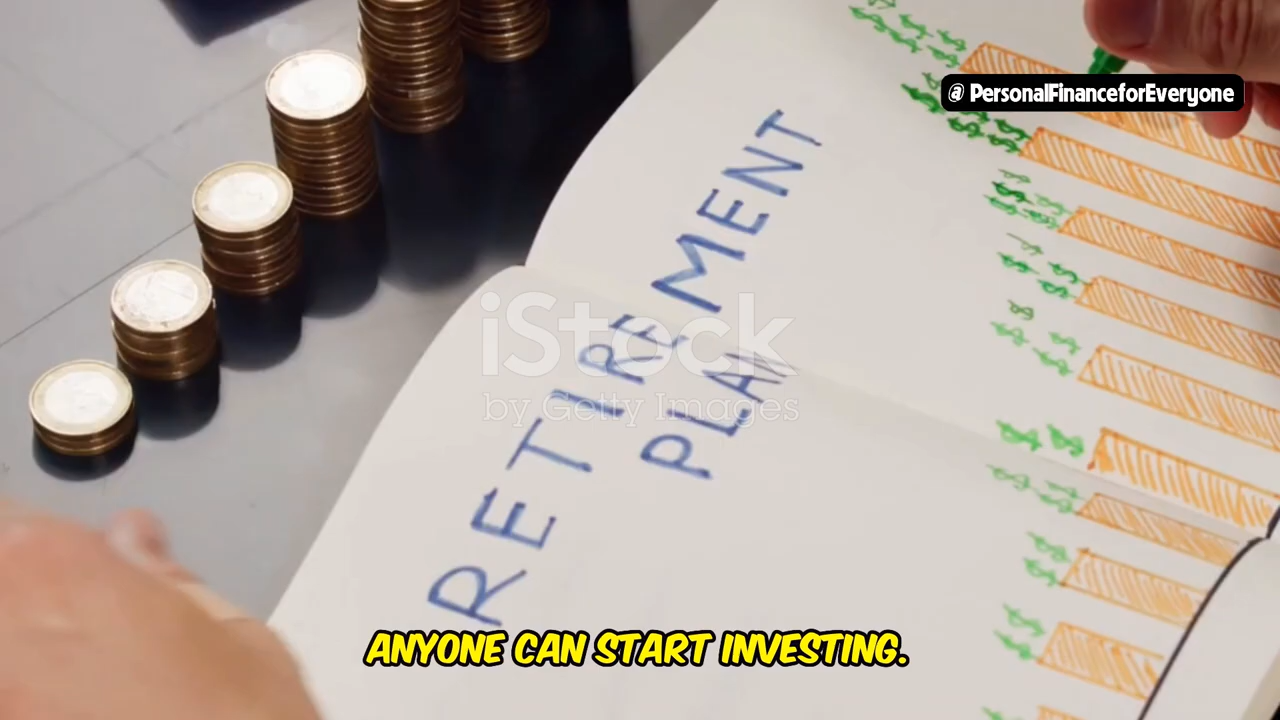 @ PersonalFinanceforEveryone
RETIREMENT
PLAN
iStock
by Getty Images
ANYONE CAN START INVESTING.